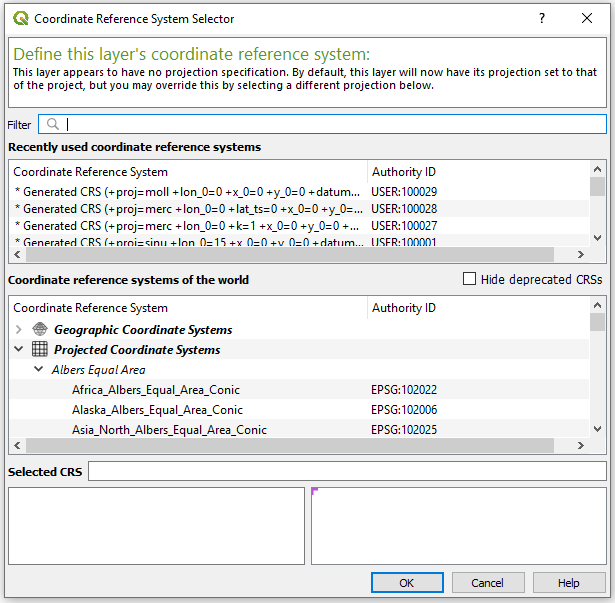 Coordinate Reference System Selector
Define this layer's coordinate reference system:
This layer appears to have no projection specification. By default, this layer will now have its projection set to that
of the project, but you may override this by selecting a different projection below.
Filter
Recently used coordinate reference systems
Coordinate Reference System Authority ID
* Generated CRS (+proj=moll +lon_0=0 +x_0=0 +y_0=0 +datum... USER:100029
* Generated CRS (+proj=merc +lon_0=0 +lat_ts=0 +x_0=0 +y_0=... USER:100028
* Generated CRS (+proj=merc +lon_0=0 +k=1 +x_0=0 +y_0=0 +... USER:100027
* Generated CRS (+proj=sinu +lon_0=15 +x_0=0 +y_0=0 +datum... USER:100001
Coordinate reference systems of the world Hide deprecated CRSs
Coordinate Reference System Authority ID
Geographic Coordinate Systems
Projected Coordinate Systems
Albers Equal Area
Africa_Albers_Equal_Area_Conic EPSG:102022
Alaska_Albers_Equal_Area_Conic EPSG:102006
Asia_North_Albers_Equal_Area_Conic EPSG:102025
Selected CRS
OK Cancel Help